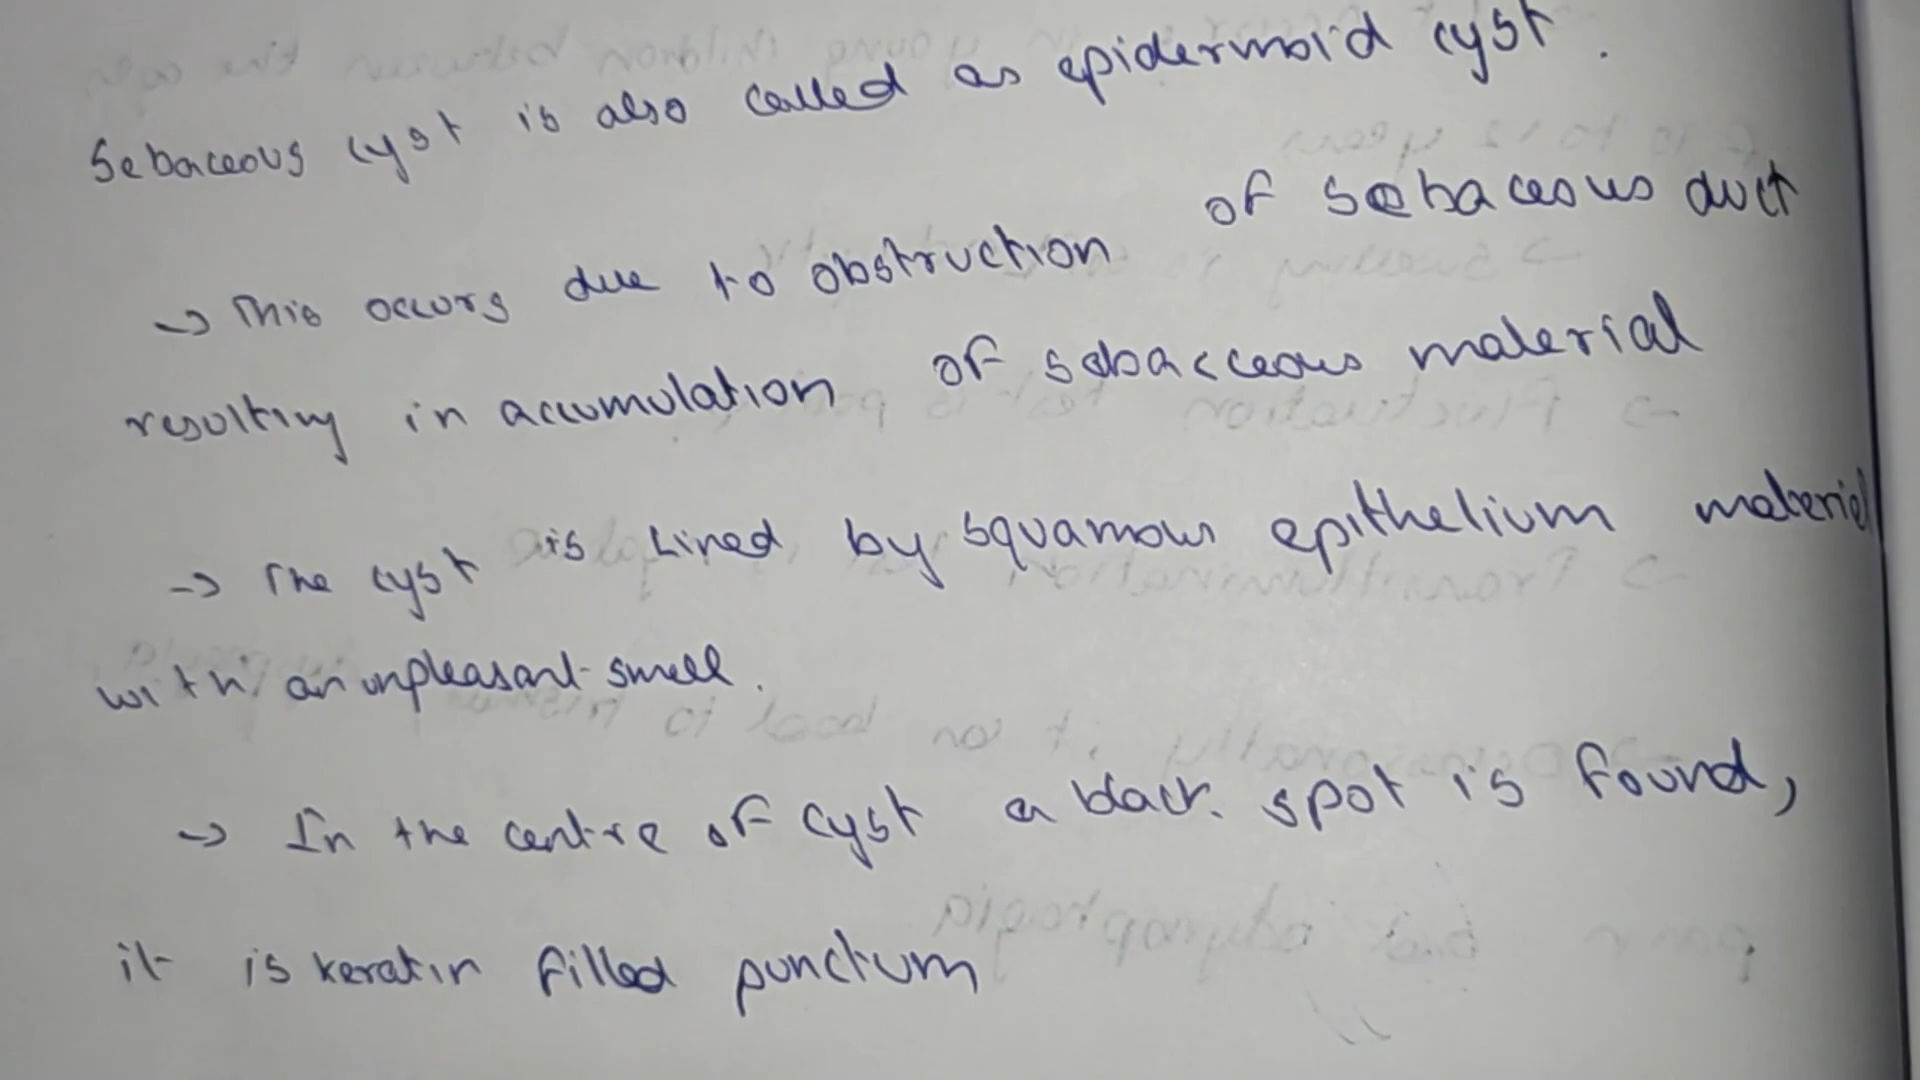 Sebaceous cyst is also called as epidermoid cyst.
→ This occurs due to obstruction of sebaceous duct
resulting in accumulation of sebacceous material
→ The cyst is lined by squamous epithelium material
with an unpleasant smell.
→ In the centre of cyst a black spot is found,
it is keratin filled punctum